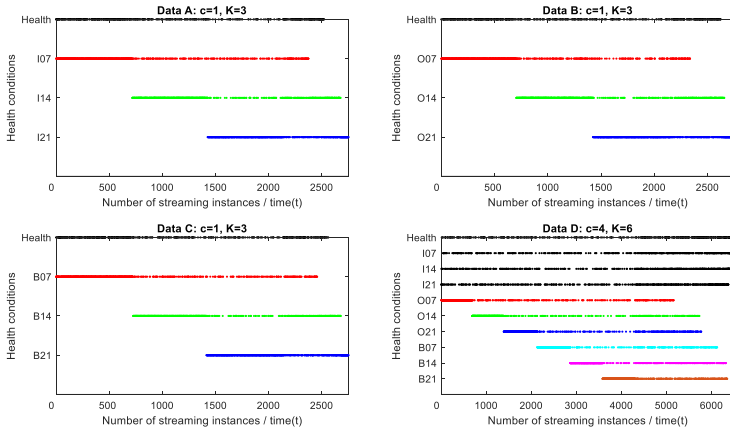 Data A: c=1, K=3
Health
I07
I14
I21
Health conditions
0
500
1000
1500
2000
2500
Number of streaming instances / time(t)
Data B: c=1, K=3
Health
O07
O14
O21
Health conditions
0
500
1000
1500
2000
2500
Number of streaming instances / time(t)
Data C: c=1, K=3
Health
B07
B14
B21
Health conditions
0
500
1000
1500
2000
2500
Number of streaming instances / time(t)
Data D: c=4, K=6
Health
I07
I14
I21
O07
O14
O21
B07
B14
B21
Health conditions
0
1000
2000
3000
4000
5000
6000
Number of streaming instances / time(t)